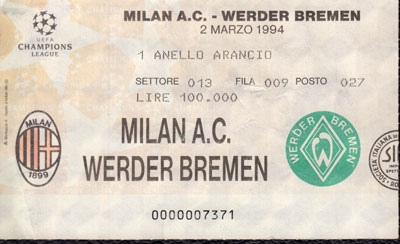 UEFA
CHAMPIONS
LEAGUE
MILAN A.C. - WERDER BREMEN
2 MARZO 1994
1 ANELLO ARANCIO
SETTORE 013 FILA 009 POSTO 027
LIRE 100.000
MILAN
1899
MILAN A.C.
WERDER BREMEN
WERDER BREMEN
W
0000007371